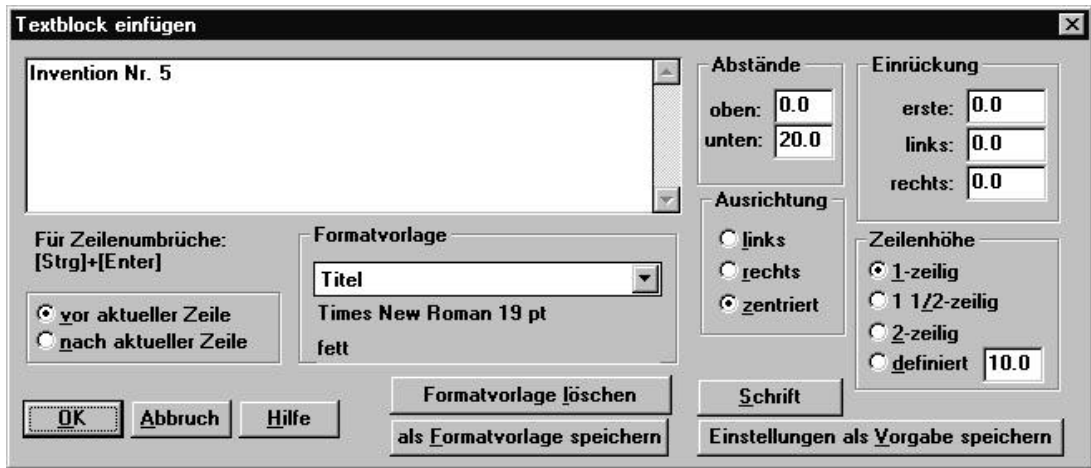 Textblock einfügen
Invention Nr. 5
Für Zeilenumbrüche:
[Strg]+[Enter]
vor aktueller Zeile
nach aktueller Zeile
Formatvorlage
Titel
Times New Roman 19 pt
fett
Abstände
oben: 0.0
unten: 20.0
Ausrichtung
links
rechts
zentriert
Einrückung
erste: 0.0
links: 0.0
rechts: 0.0
Zeilenhöhe
1-zeilig
1 1/2-zeilig
2-zeilig
definiert 10.0
OK Abbruch Hilfe
Formatvorlage löschen
als Formatvorlage speichern
Schrift
Einstellungen als Vorgabe speichern